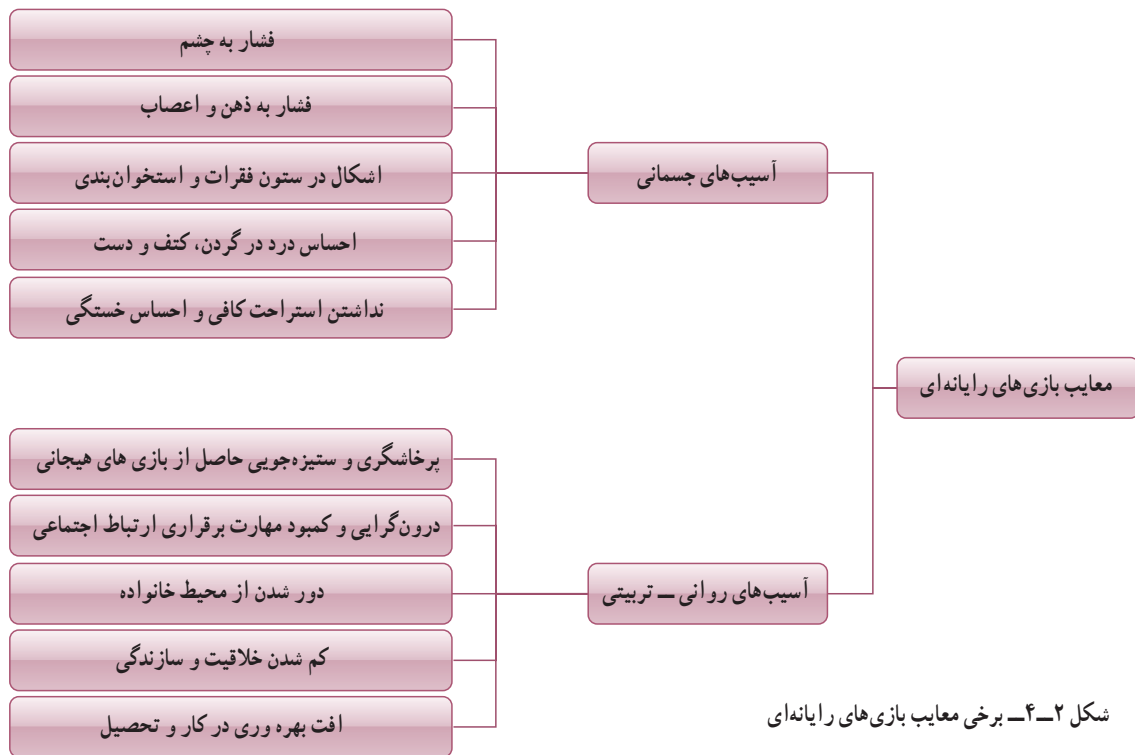 معایب بازی‌های رایانه‌ای
آسیب‌های جسمانی
فشار به چشم
فشار به ذهن و اعصاب
اشکال در ستون فقرات و استخوان‌بندی
احساس درد در گردن، کتف و دست
نداشتن استراحت کافی و احساس خستگی
آسیب‌های روانی ــ تربیتی
پرخاشگری و ستیزه‌جویی حاصل از بازی های هیجانی
درون‌گرایی و کمبود مهارت برقراری ارتباط اجتماعی
دور شدن از محیط خانواده
کم شدن خلاقیت و سازندگی
افت بهره وری در کار و تحصیل
شکل ۲ــ۴ــ برخی معایب بازی‌های رایانه‌ای